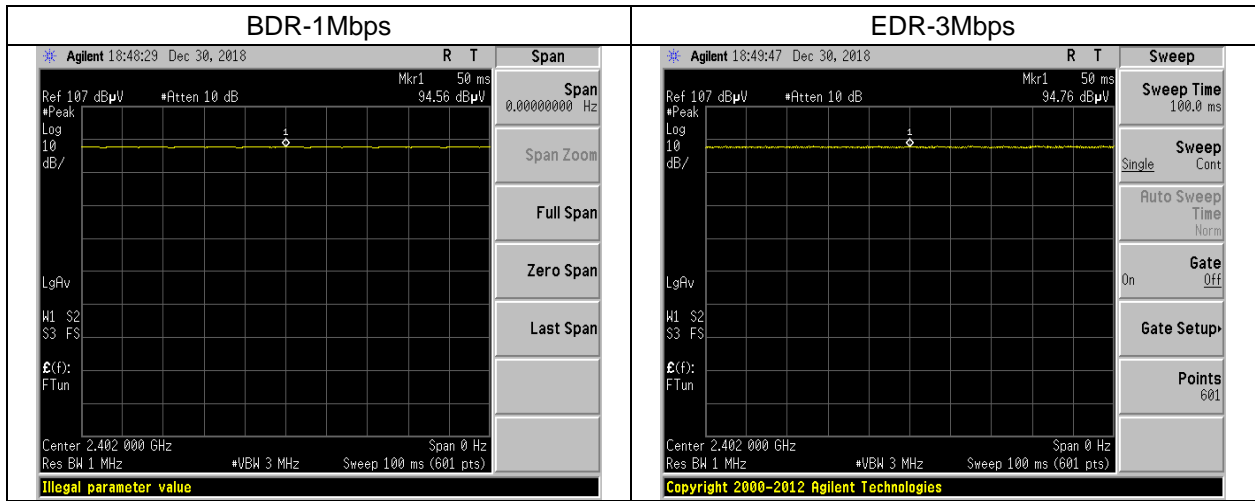 BDR-1Mbps
Agilent 18:48:29 Dec 30, 2018 R T
Mkr1 50 ms
Ref 107 dBµV #Atten 10 dB 94.56 dBµV
#Peak
Log
10
dB/
1
LgAv
W1 S2
S3 FS
£(f):
FTun
Center 2.402 000 GHz Span 0 Hz
Res BW 1 MHz #VBW 3 MHz Sweep 100 ms (601 pts)
Illegal parameter value
Span
Span
0.00000000 Hz
Span Zoom
Full Span
Zero Span
Last Span
EDR-3Mbps
Agilent 18:49:47 Dec 30, 2018 R T
Mkr1 50 ms
Ref 107 dBµV #Atten 10 dB 94.76 dBµV
#Peak
Log
10
dB/
1
LgAv
W1 S2
S3 FS
£(f):
FTun
Center 2.402 000 GHz Span 0 Hz
Res BW 1 MHz #VBW 3 MHz Sweep 100 ms (601 pts)
Copyright 2000-2012 Agilent Technologies
Sweep
Sweep Time
100.0 ms
Sweep
Single Cont
Auto Sweep
Time
Norm
Gate
On Off
Gate Setup
Points
601